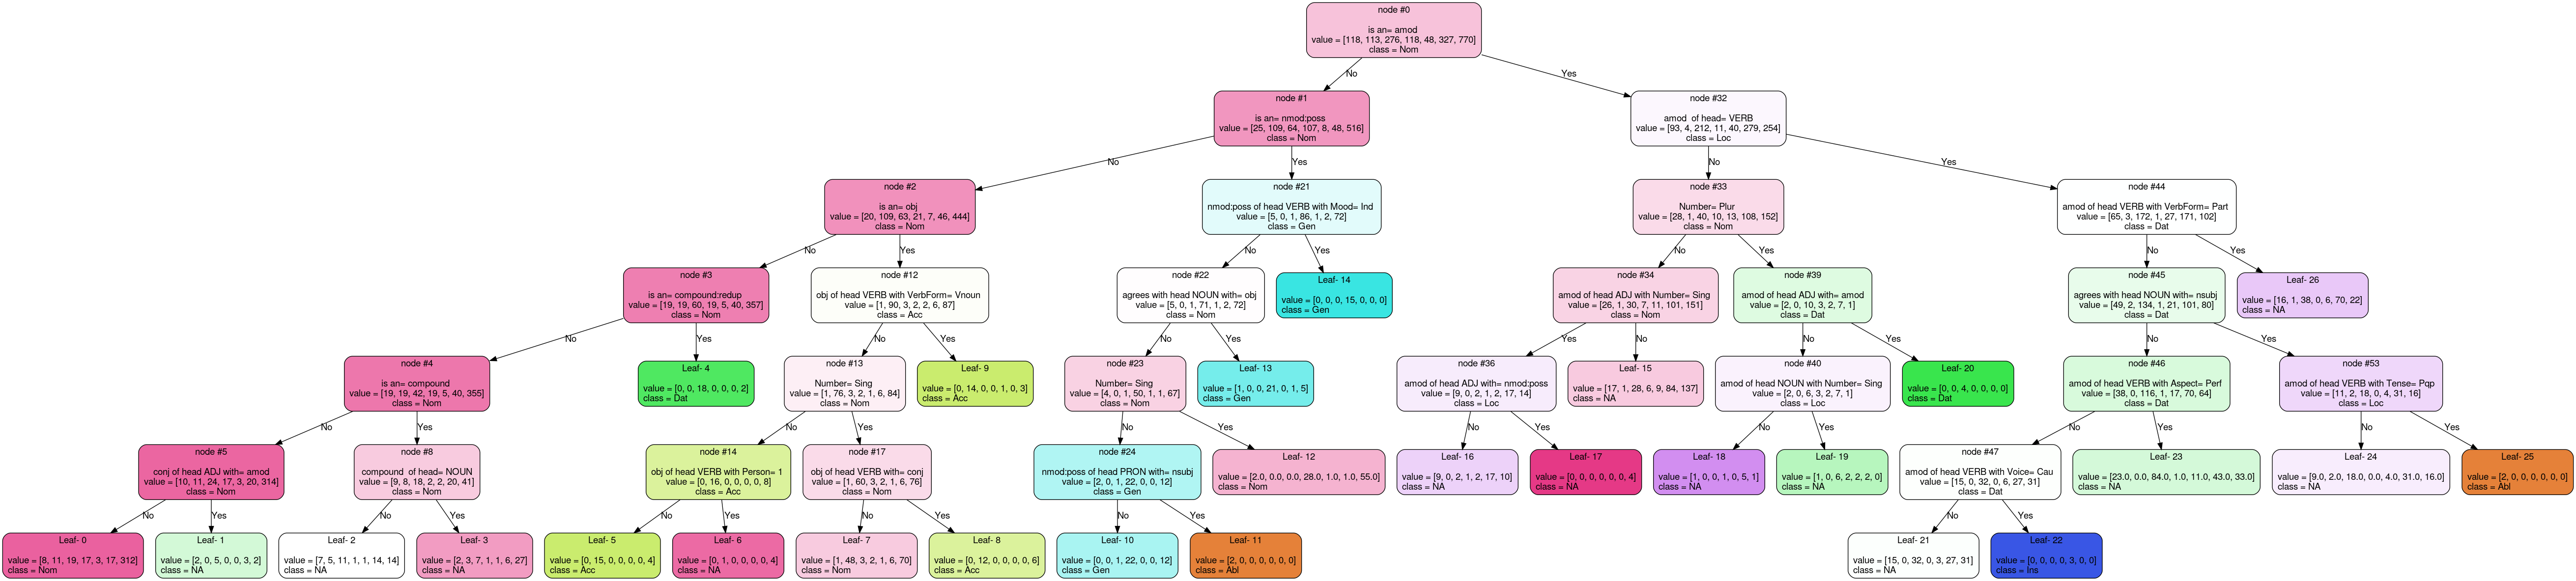 node #0
is an= amod
value = [118, 113, 276, 118, 48, 327, 770]
class = Nom
No
Yes
node #1
is an= nmod:poss
value = [25, 109, 64, 107, 8, 48, 516]
class = Nom
node #32
amod  of head= VERB
value = [93, 4, 212, 11, 40, 279, 254]
class = Loc
No
Yes
No
Yes
node #2
is an= obj
value = [20, 109, 63, 21, 7, 46, 444]
class = Nom
node #21
nmod:poss of head VERB with Mood= Ind
value = [5, 0, 1, 86, 1, 2, 72]
class = Gen
node #33
Number= Plur
value = [28, 1, 40, 10, 13, 108, 152]
class = Nom
node #44
amod of head VERB with VerbForm= Part
value = [65, 3, 172, 1, 27, 171, 102]
class = Dat
No
Yes
No
Yes
No
Yes
No
Yes
node #3
is an= compound:redup
value = [19, 19, 60, 19, 5, 40, 357]
class = Nom
node #12
obj of head VERB with VerbForm= Vnoun
value = [1, 90, 3, 2, 2, 6, 87]
class = Acc
node #22
agrees with head NOUN with= obj
value = [5, 0, 1, 71, 1, 2, 72]
class = Nom
Leaf- 14
value = [0, 0, 0, 15, 0, 0, 0]
class = Gen
node #34
amod of head ADJ with Number= Sing
value = [26, 1, 30, 7, 11, 101, 151]
class = Nom
node #39
amod of head ADJ with= amod
value = [2, 0, 10, 3, 2, 7, 1]
class = Dat
node #45
agrees with head NOUN with= nsubj
value = [49, 2, 134, 1, 21, 101, 80]
class = Dat
Leaf- 26
value = [16, 1, 38, 0, 6, 70, 22]
class = NA
No
Yes
No
Yes
No
Yes
Yes
No
No
Yes
No
Yes
node #4
is an= compound
value = [19, 19, 42, 19, 5, 40, 355]
class = Nom
Leaf- 4
value = [0, 0, 18, 0, 0, 0, 2]
class = Dat
node #13
Number= Sing
value = [1, 76, 3, 2, 1, 6, 84]
class = Nom
Leaf- 9
value = [0, 14, 0, 0, 1, 0, 3]
class = Acc
node #23
Number= Sing
value = [4, 0, 1, 50, 1, 1, 67]
class = Nom
Leaf- 13
value = [1, 0, 0, 21, 0, 1, 5]
class = Gen
node #36
amod of head ADJ with= nmod:poss
value = [9, 0, 2, 1, 2, 17, 14]
class = Loc
Leaf- 15
value = [17, 1, 28, 6, 9, 84, 137]
class = NA
node #40
amod of head NOUN with Number= Sing
value = [2, 0, 6, 3, 2, 7, 1]
class = Loc
Leaf- 20
value = [0, 0, 4, 0, 0, 0, 0]
class = Dat
node #46
amod of head VERB with Aspect= Perf
value = [38, 0, 116, 1, 17, 70, 64]
class = Dat
node #53
amod of head VERB with Tense= Pqp
value = [11, 2, 18, 0, 4, 31, 16]
class = Loc
No
Yes
No
Yes
No
Yes
No
Yes
No
Yes
No
Yes
No
Yes
node #5
conj of head ADJ with= amod
value = [10, 11, 24, 17, 3, 20, 314]
class = Nom
node #8
compound  of head= NOUN
value = [9, 8, 18, 2, 2, 20, 41]
class = Nom
node #14
obj of head VERB with Person= 1
value = [0, 16, 0, 0, 0, 0, 8]
class = Acc
node #17
obj of head VERB with= conj
value = [1, 60, 3, 2, 1, 6, 76]
class = Nom
node #24
nmod:poss of head PRON with= nsubj
value = [2, 0, 1, 22, 0, 0, 12]
class = Gen
Leaf- 12
value = [2.0, 0.0, 0.0, 28.0, 1.0, 1.0, 55.0]
class = Nom
Leaf- 16
value = [9, 0, 2, 1, 2, 17, 10]
class = NA
Leaf- 17
value = [0, 0, 0, 0, 0, 0, 4]
class = NA
Leaf- 18
value = [1, 0, 0, 1, 0, 5, 1]
class = NA
Leaf- 19
value = [1, 0, 6, 2, 2, 2, 0]
class = NA
node #47
amod of head VERB with Voice= Cau
value = [15, 0, 32, 0, 6, 27, 31]
class = Dat
Leaf- 23
value = [23.0, 0.0, 84.0, 1.0, 11.0, 43.0, 33.0]
class = NA
Leaf- 24
value = [9.0, 2.0, 18.0, 0.0, 4.0, 31.0, 16.0]
class = NA
Leaf- 25
value = [2, 0, 0, 0, 0, 0, 0]
class = Abl
No
Yes
No
Yes
No
Yes
No
Yes
No
Yes
No
Yes
Leaf- 0
value = [8, 11, 19, 17, 3, 17, 312]
class = Nom
Leaf- 1
value = [2, 0, 5, 0, 0, 3, 2]
class = NA
Leaf- 2
value = [7, 5, 11, 1, 1, 14, 14]
class = NA
Leaf- 3
value = [2, 3, 7, 1, 1, 6, 27]
class = NA
Leaf- 5
value = [0, 15, 0, 0, 0, 0, 4]
class = Acc
Leaf- 6
value = [0, 1, 0, 0, 0, 0, 4]
class = NA
Leaf- 7
value = [1, 48, 3, 2, 1, 6, 70]
class = Nom
Leaf- 8
value = [0, 12, 0, 0, 0, 0, 6]
class = Acc
Leaf- 10
value = [0, 0, 1, 22, 0, 0, 12]
class = Gen
Leaf- 11
value = [2, 0, 0, 0, 0, 0, 0]
class = Abl
Leaf- 21
value = [15, 0, 32, 0, 3, 27, 31]
class = NA
Leaf- 22
value = [0, 0, 0, 0, 3, 0, 0]
class = Ins